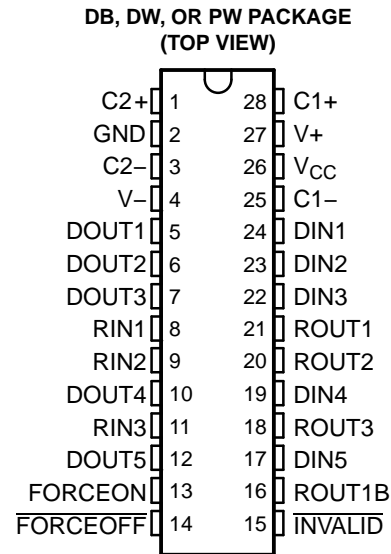 DB, DW, OR PW PACKAGE
(TOP VIEW)
C2+ 1 28 C1+
GND 2 27 V+
C2− 3 26 VCC
V− 4 25 C1−
DOUT1 5 24 DIN1
DOUT2 6 23 DIN2
DOUT3 7 22 DIN3
RIN1 8 21 ROUT1
RIN2 9 20 ROUT2
DOUT4 10 19 DIN4
RIN3 11 18 ROUT3
DOUT5 12 17 DIN5
FORCEON 13 16 ROUT1B
FORCEOFF 14 15 INVALID